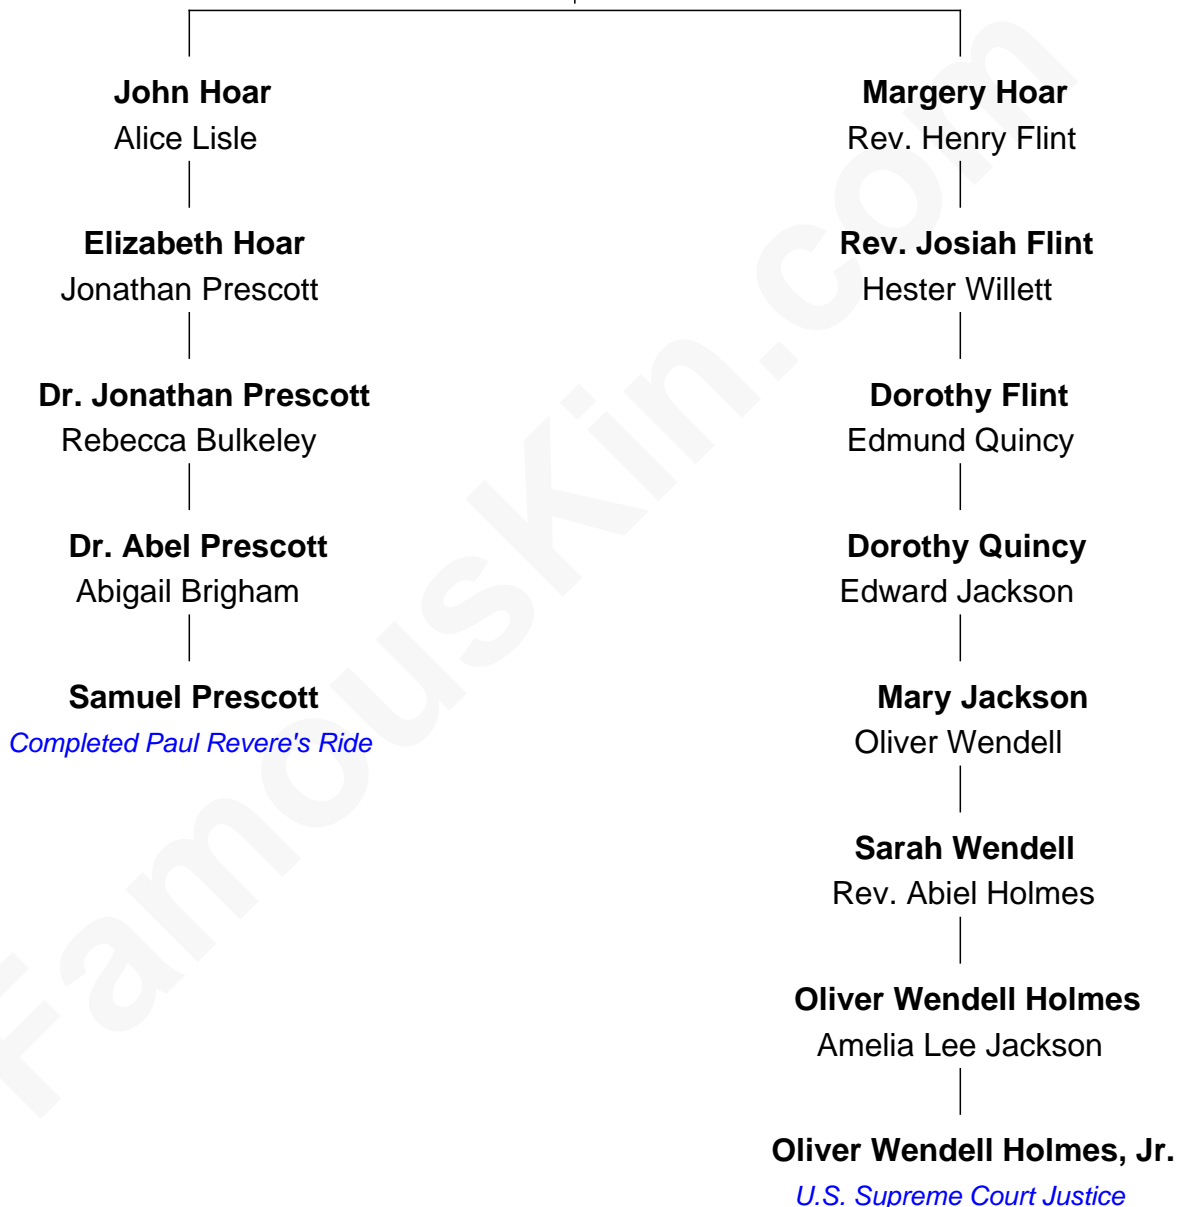 John Hoar
Alice Lisle
Elizabeth Hoar
Jonathan Prescott
Dr. Jonathan Prescott
Rebecca Bulkeley
Dr. Abel Prescott
Abigail Brigham
Samuel Prescott
Completed Paul Revere's Ride
Margery Hoar
Rev. Henry Flint
Rev. Josiah Flint
Hester Willett
Dorothy Flint
Edmund Quincy
Dorothy Quincy
Edward Jackson
Mary Jackson
Oliver Wendell
Sarah Wendell
Rev. Abiel Holmes
Oliver Wendell Holmes
Amelia Lee Jackson
Oliver Wendell Holmes, Jr.
U.S. Supreme Court Justice
FamousKin.com